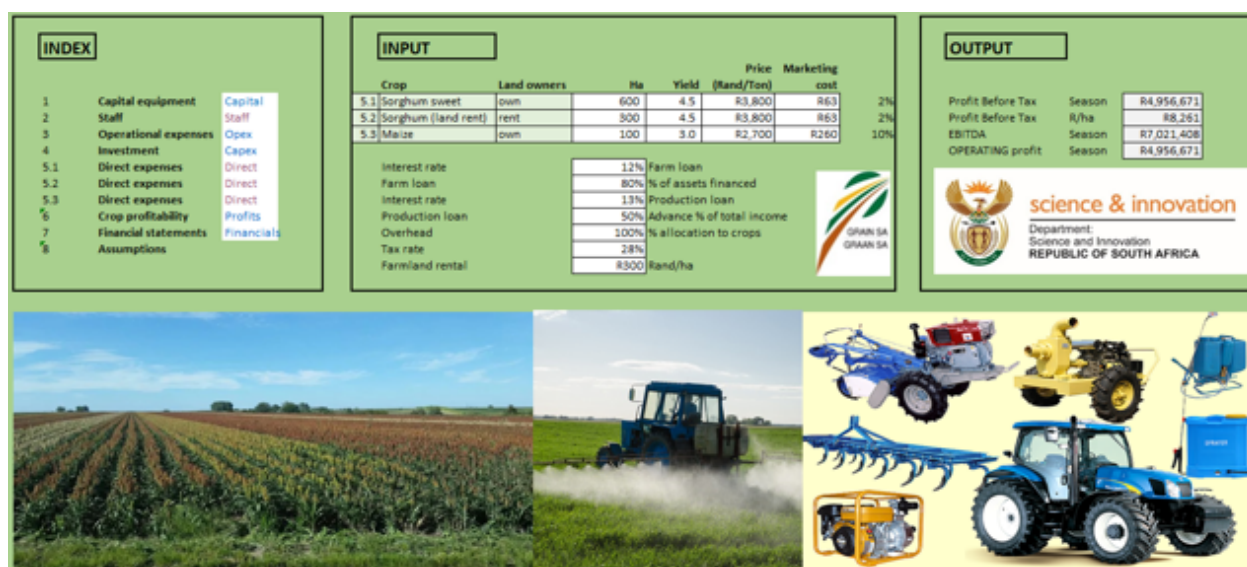 INDEX
1 Capital equipment Capital
2 Staff Staff
3 Operational expenses Opex
4 Investment Capex
5.1 Direct expenses Direct
5.2 Direct expenses Direct
5.3 Direct expenses Direct
6 Crop profitability Profits
7 Financial statements Financials
8 Assumptions
INPUT
Price Marketing
Crop Land owners Ha Yield (Rand/Ton) cost
5.1 Sorghum sweet own 600 4.5 R3,800 R63 2%
5.2 Sorghum (land rent) rent 300 4.5 R3,800 R63 2%
5.3 Maize own 100 3.0 R2,700 R260 10%
Interest rate 12% Farm loan
Farm loan 80% % of assets financed
Interest rate 13% Production loan
Production loan 50% Advance % of total income
Overhead 100% % allocation to crops
Tax rate 28%
Farmland rental R300 Rand/ha
GRAIN SA
GRAAN SA
OUTPUT
Profit Before Tax Season R4,956,671
Profit Before Tax R/ha R8,261
EBITDA Season R7,021,408
OPERATING profit Season R4,956,671
science & innovation
Department:
Science and Innovation
REPUBLIC OF SOUTH AFRICA